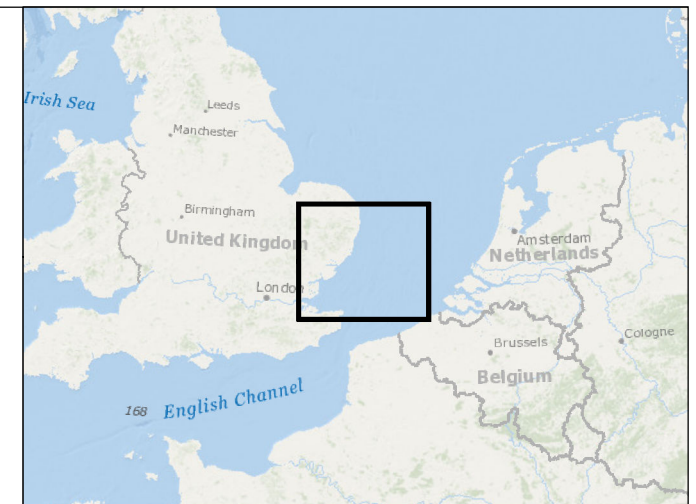 Irish Sea
Leeds
Manchester
Birmingham
United Kingdom
Amsterdam
Netherlands
London
Brussels
Cologne
Belgium
168
English Channel